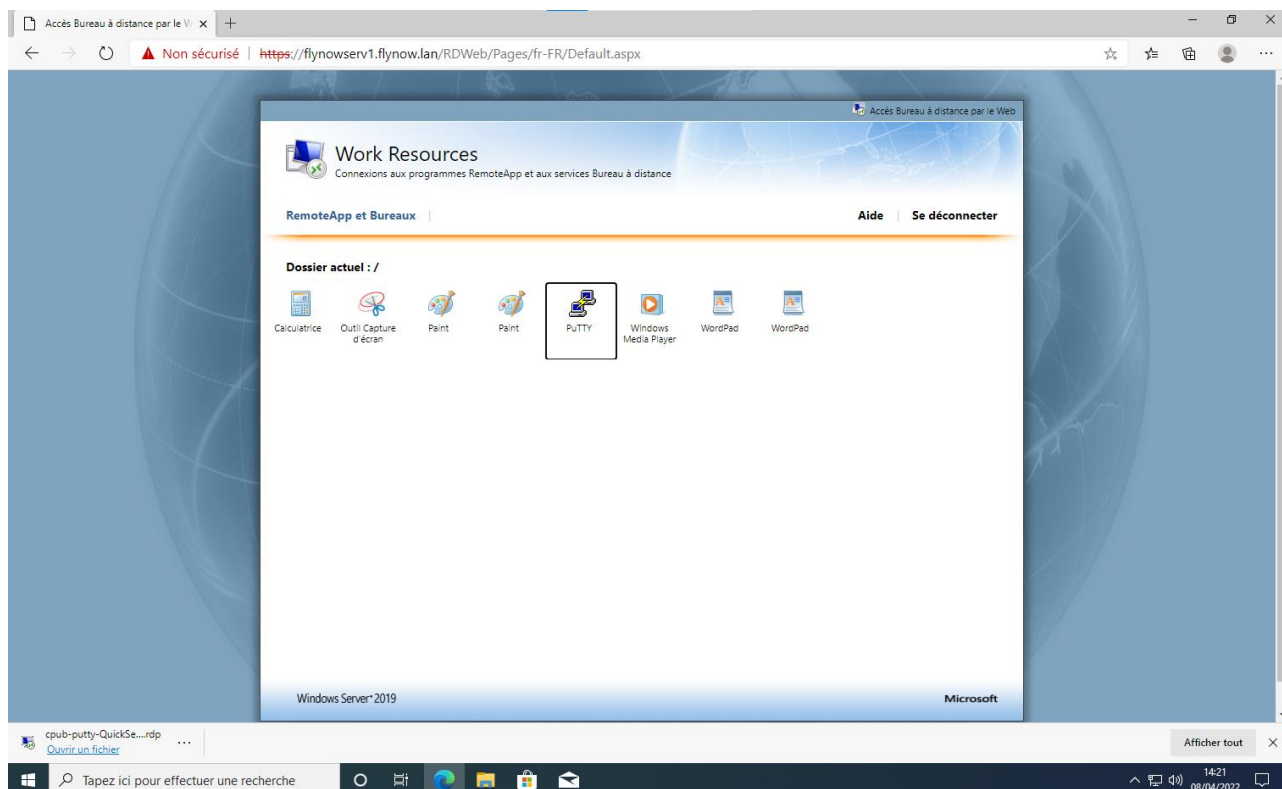 Accès Bureau à distance par le W
Non sécurisé
https://flynowserv1.flynow.lan/RDWeb/Pages/fr-FR/Default.aspx
Accès Bureau à distance par le Web
Work Resources
Connexions aux programmes RemoteApp et aux services Bureau à distance
RemoteApp et Bureaux
Aide
Se déconnecter
Dossier actuel : /
Calculatrice
Outil Capture
d'écran
Paint
Paint
PuTTY
Windows
Media Player
WordPad
WordPad
Windows Server 2019
Microsoft
cpub-putty-QuickSe....rdp
Ouvrir un fichier
Afficher tout
Tapez ici pour effectuer une recherche
14:21
08/04/2022